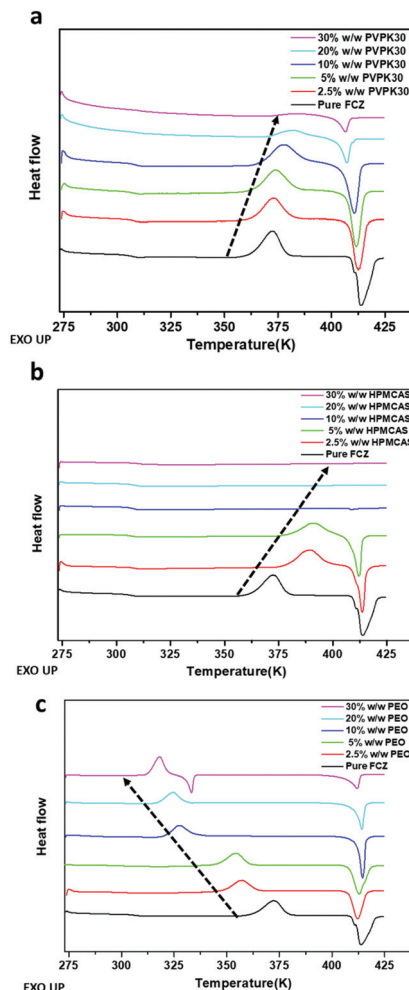 a
30% w/w PVPK30
20% w/w PVPK30
10% w/w PVPK30
5% w/w PVPK30
2.5% w/w PVPK30
Pure FCZ
Heat flow
275 300 325 350 375 400 425
EXO UP
Temperature(K)
b
30% w/w HPMCAS
20% w/w HPMCAS
10% w/w HPMCAS
5% w/w HPMCAS
2.5% w/w HPMCAS
Pure FCZ
Heat flow
275 300 325 350 375 400 425
EXO UP
Temperature(K)
c
30% w/w PEO
20% w/w PEO
10% w/w PEO
5% w/w PEO
2.5% w/w PEO
Pure FCZ
Heat flow
275 300 325 350 375 400 425
Temperature(K)
EXO UP